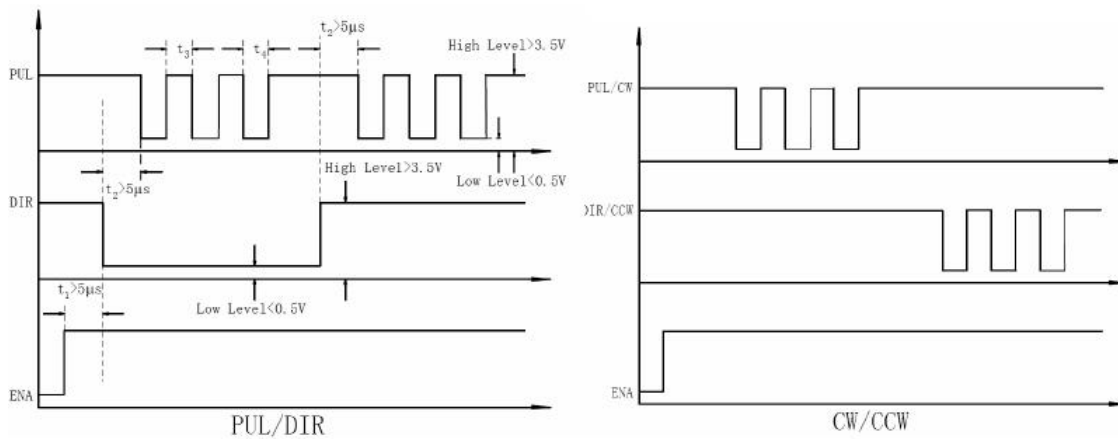 t₂>5μs
t₃
t₄
High Level>3.5V
PUL
t₂>5μs
High Level>3.5V
Low Level<0.5V
DIR
t₁>5μs
Low Level<0.5V
ENA
PUL/DIR
PUL/CW
DIR/CCW
ENA
CW/CCW